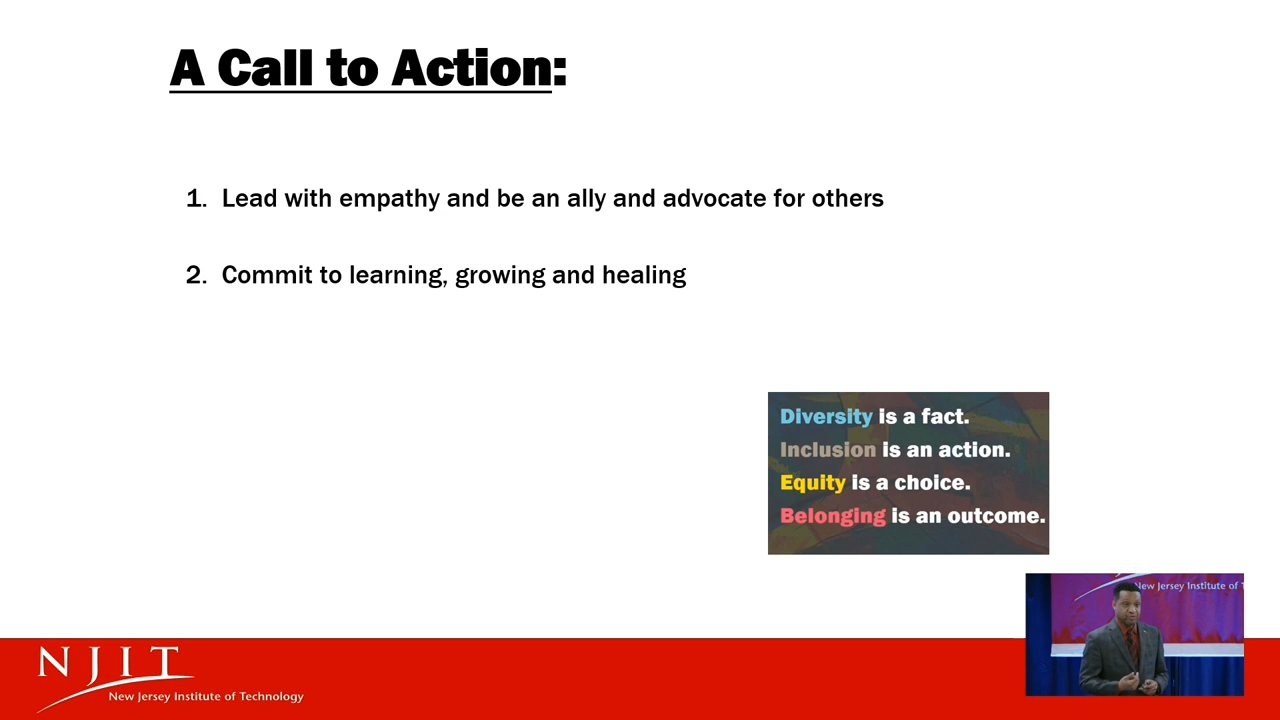 A Call to Action:
1. Lead with empathy and be an ally and advocate for others
2. Commit to learning, growing and healing
Diversity is a fact.
Inclusion is an action.
Equity is a choice.
Belonging is an outcome.
New Jersey Institute of T
NJIT
New Jersey Institute of Technology